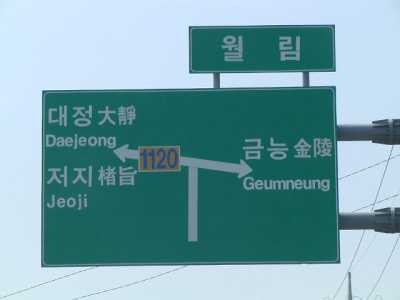 월 림
대정 大靜
Daejeong
1120
금능 金陵
Geumneung
저지 楮旨
Jeoji